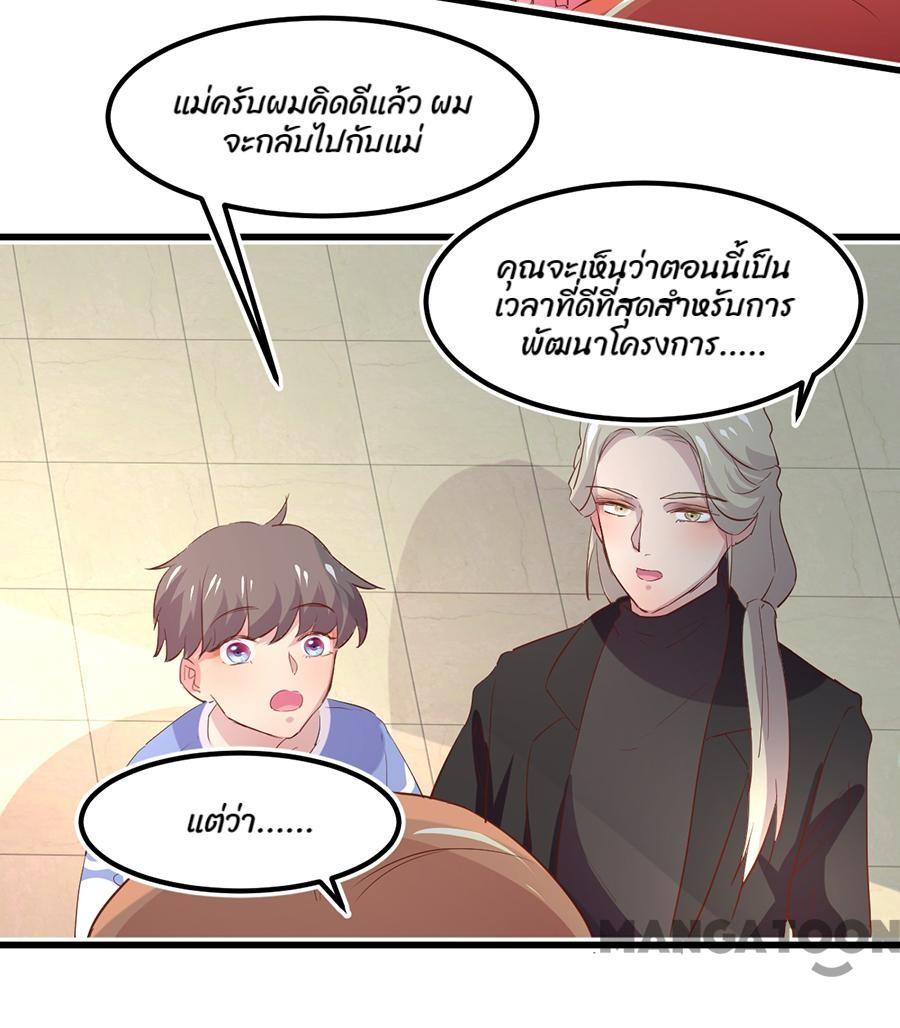 แม่ครับผมคิดดีแล้ว ผม
จะกลับไปกับแม่
คุณจะเห็นว่าตอนนี้เป็น
เวลาที่ดีที่สุดสำหรับการ
พัฒนาโครงการ.....
แต่ว่า......
MANGATOON